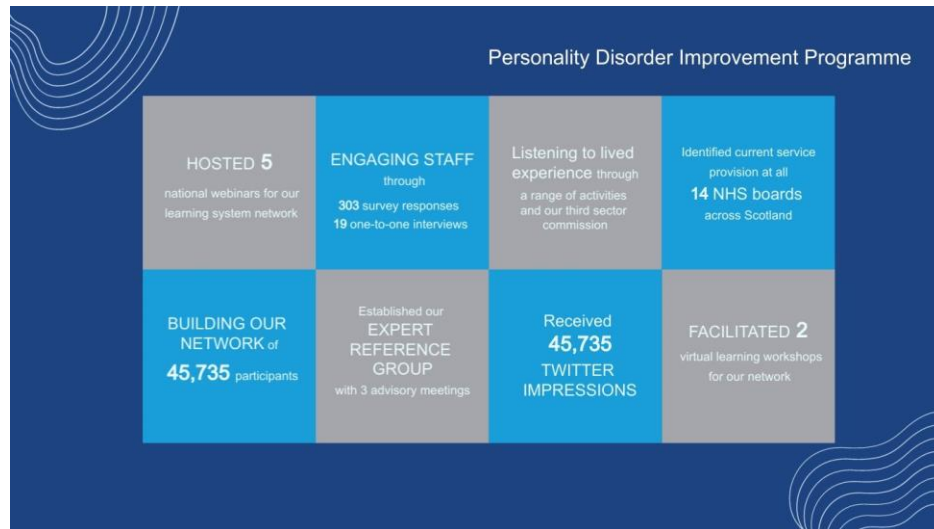 Personality Disorder Improvement Programme
HOSTED 5
national webinars for our
learning system network
ENGAGING STAFF
through
303 survey responses
19 one-to-one interviews
Listening to lived
experience through
a range of activities
and our third sector
commission
Identified current service
provision at all
14 NHS boards
across Scotland
BUILDING OUR
NETWORK of
45,735 participants
Established our
EXPERT
REFERENCE
GROUP
with 3 advisory meetings
Received
45,735
TWITTER
IMPRESSIONS
FACILITATED 2
virtual learning workshops
for our network